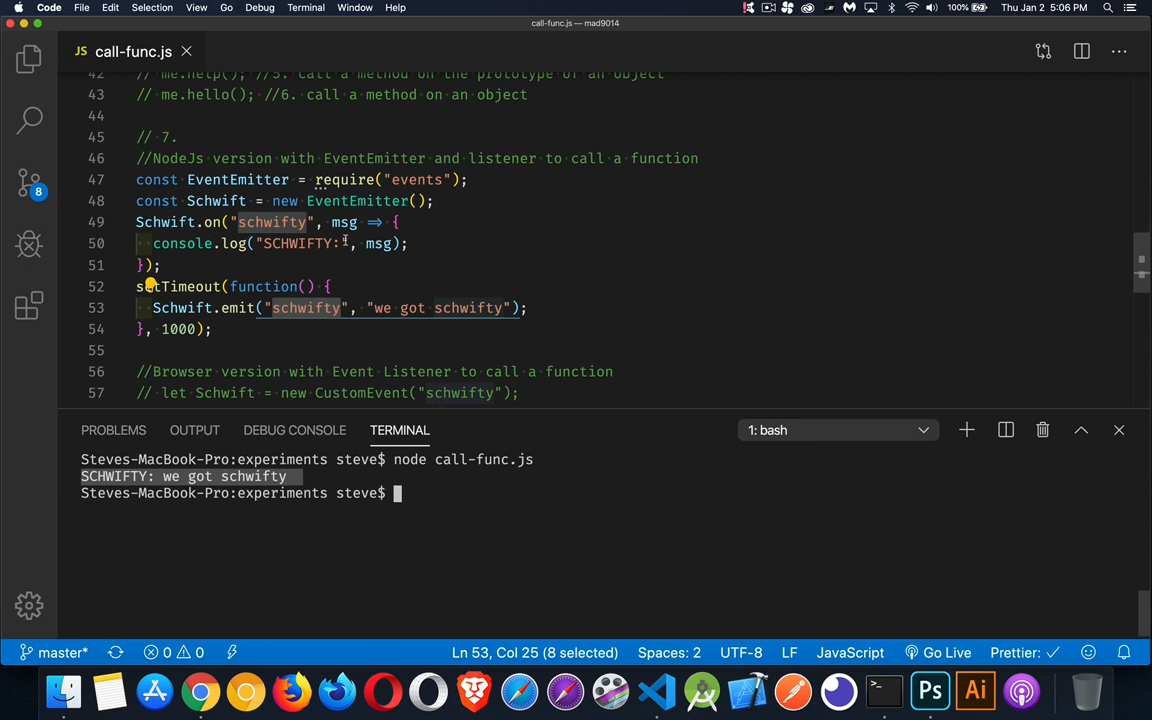 Code File Edit Selection View Go Debug Terminal Window Help 100% Thu Jan 2 5:06 PM
call-func.js — mad9014
JS call-func.js
42 // me.help(); //5. call a method on the prototype of an object
43 // me.hello(); //6. call a method on an object
44
45 // 7.
46 //NodeJs version with EventEmitter and listener to call a function
47 const EventEmitter = require("events");
48 const Schwift = new EventEmitter();
49 Schwift.on("schwifty", msg => {
50 console.log("SCHWIFTY:", msg);
51 });
52 setTimeout(function() {
53 Schwift.emit("schwifty", "we got schwifty");
54 }, 1000);
55
56 //Browser version with Event Listener to call a function
57 // let Schwift = new CustomEvent("schwifty");
8
PROBLEMS OUTPUT DEBUG CONSOLE TERMINAL 1: bash
Steves-MacBook-Pro:experiments steve$ node call-func.js
SCHWIFTY: we got schwifty
Steves-MacBook-Pro:experiments steve$
master* 0 0 Ln 53, Col 25 (8 selected) Spaces: 2 UTF-8 LF JavaScript Go Live Prettier: ✓
Ps Ai